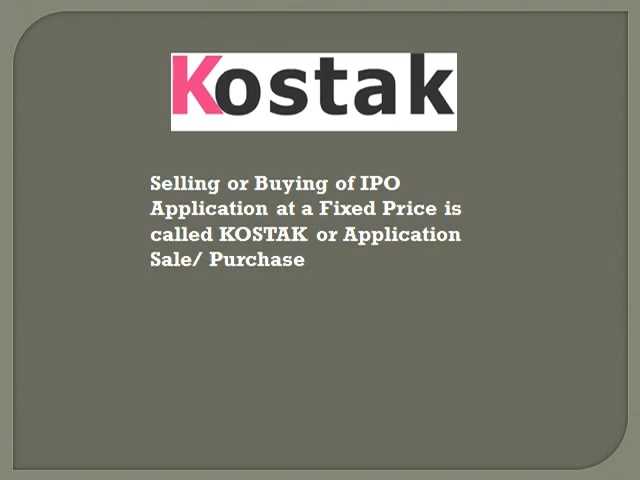 Kostak
Selling or Buying of IPO
Application at a Fixed Price is
called KOSTAK or Application
Sale/ Purchase